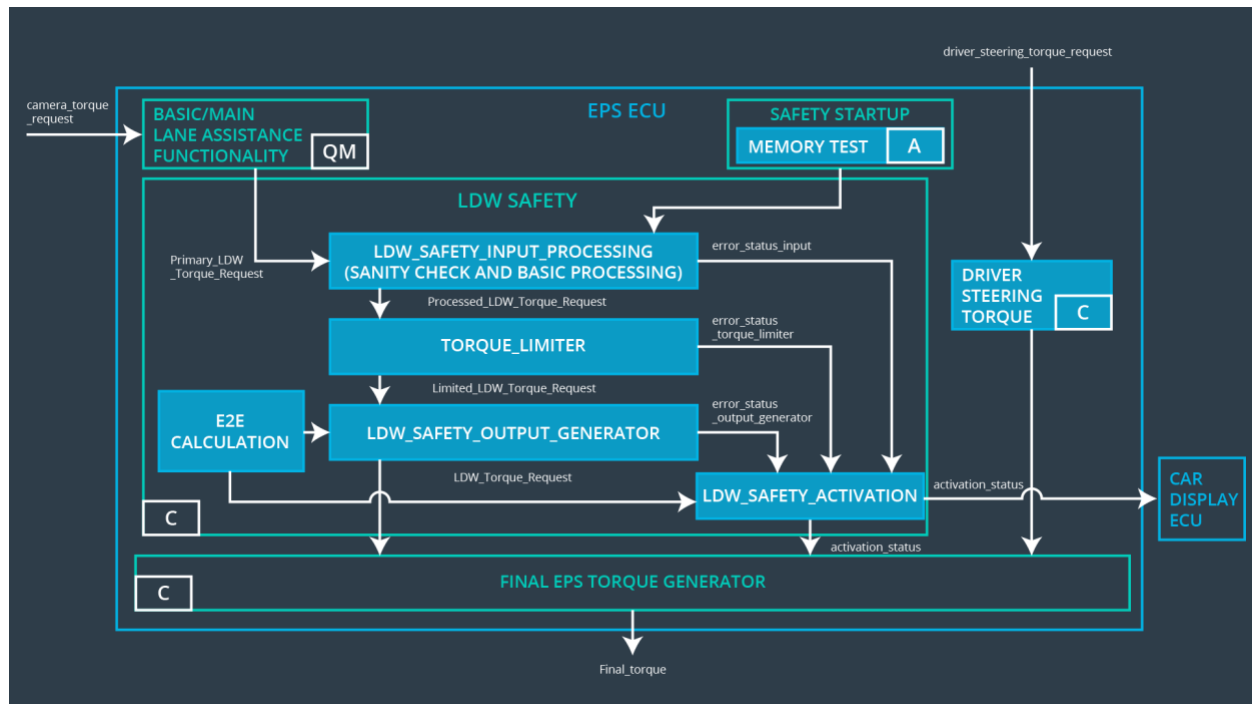 driver_steering_torque_request
camera_torque
_request
EPS ECU
BASIC/MAIN
LANE ASSISTANCE
FUNCTIONALITY
QM
SAFETY STARTUP
MEMORY TEST
A
LDW SAFETY
Primary_LDW
_Torque_Request
LDW_SAFETY_INPUT_PROCESSING
(SANITY CHECK AND BASIC PROCESSING)
error_status_input
DRIVER
STEERING
TORQUE
C
Processed_LDW_Torque_Request
TORQUE_LIMITER
error_status
_torque_limiter
Limited_LDW_Torque_Request
E2E
CALCULATION
LDW_SAFETY_OUTPUT_GENERATOR
error_status
_output_generator
LDW_Torque_Request
LDW_SAFETY_ACTIVATION
activation_status
CAR
DISPLAY
ECU
C
activation_status
FINAL EPS TORQUE GENERATOR
C
Final_torque